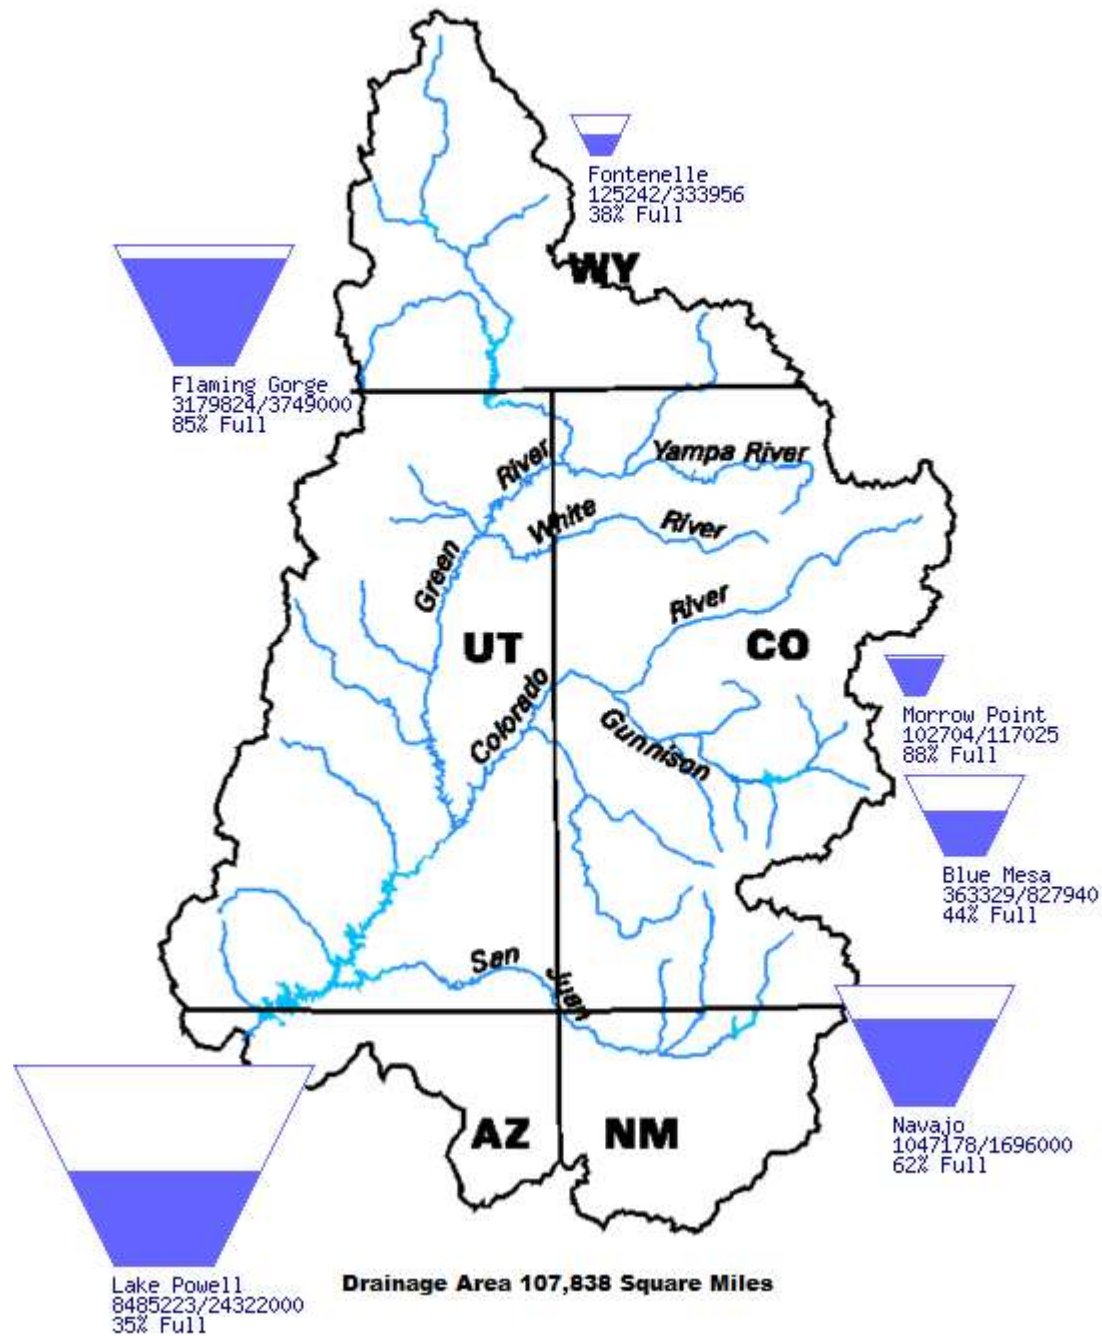 Fontenelle
125242/333956
38% Full
WY
Flaming Gorge
3179824/3749000
85% Full
Yampa River
River
White
River
Green
River
UT
CO
Colorado
Gunnison
Morrow Point
102704/117025
88% Full
Blue Mesa
363329/827940
44% Full
San
Juan
AZ
NM
Navajo
1047178/1696000
62% Full
Lake Powell
8485223/24322000
35% Full
Drainage Area 107,838 Square Miles